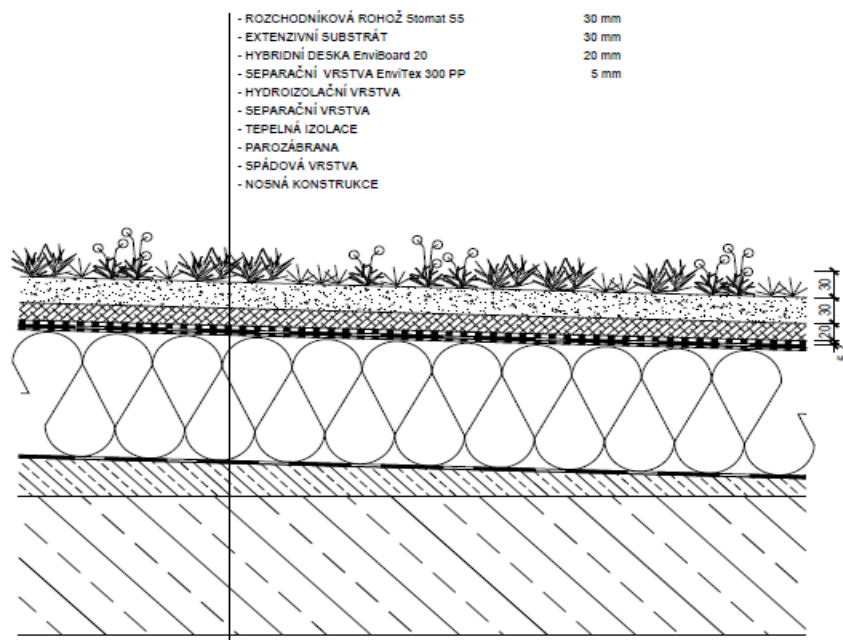 - ROZCHODNÍKOVÁ ROHOŽ Stomat S5 30 mm
- EXTENZIVNÍ SUBSTRÁT 30 mm
- HYBRIDNÍ DESKA EnviBoard 20 20 mm
- SEPARAČNÍ VRSTVA EnviTex 300 PP 5 mm
- HYDROIZOLAČNÍ VRSTVA
- SEPARAČNÍ VRSTVA
- TEPELNÁ IZOLACE
- PAROZÁBRANA
- SPÁDOVÁ VRSTVA
- NOSNÁ KONSTRUKCE
30
30
20
5